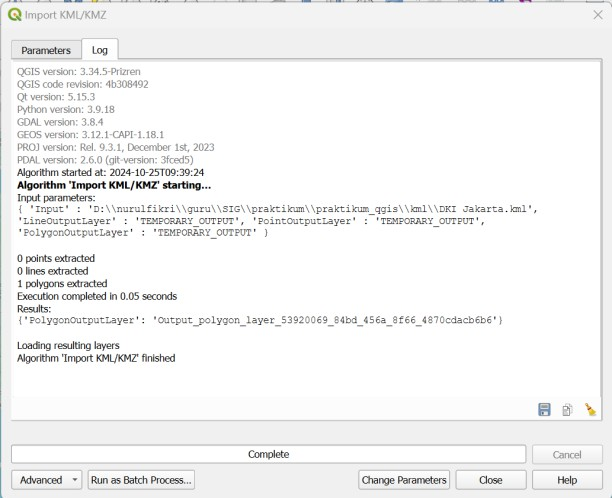 Import KML/KMZ
Parameters
Log
QGIS version: 3.34.5-Prizren
QGIS code revision: 4b308492
Qt version: 5.15.3
Python version: 3.9.18
GDAL version: 3.8.4
GEOS version: 3.12.1-CAPI-1.18.1
PROJ version: Rel. 9.3.1, December 1st, 2023
PDAL version: 2.6.0 (git-version: 3fced5)
Algorithm started at: 2024-10-25T09:39:24
Algorithm 'Import KML/KMZ' starting...
Input parameters:
{ 'Input' : 'D:\\nurulfikri\\guru\\SIG\\praktikum\\praktikum_qgis\\kml\\DKI Jakarta.kml',
'LineOutputLayer' : 'TEMPORARY_OUTPUT', 'PointOutputLayer' : 'TEMPORARY_OUTPUT',
'PolygonOutputLayer' : 'TEMPORARY_OUTPUT' }
0 points extracted
0 lines extracted
1 polygons extracted
Execution completed in 0.05 seconds
Results:
{'PolygonOutputLayer': 'Output_polygon_layer_53920069_84bd_456a_8f66_4870cdacb6b6'}
Loading resulting layers
Algorithm 'Import KML/KMZ' finished
Complete
Cancel
Advanced
Run as Batch Process...
Change Parameters
Close
Help